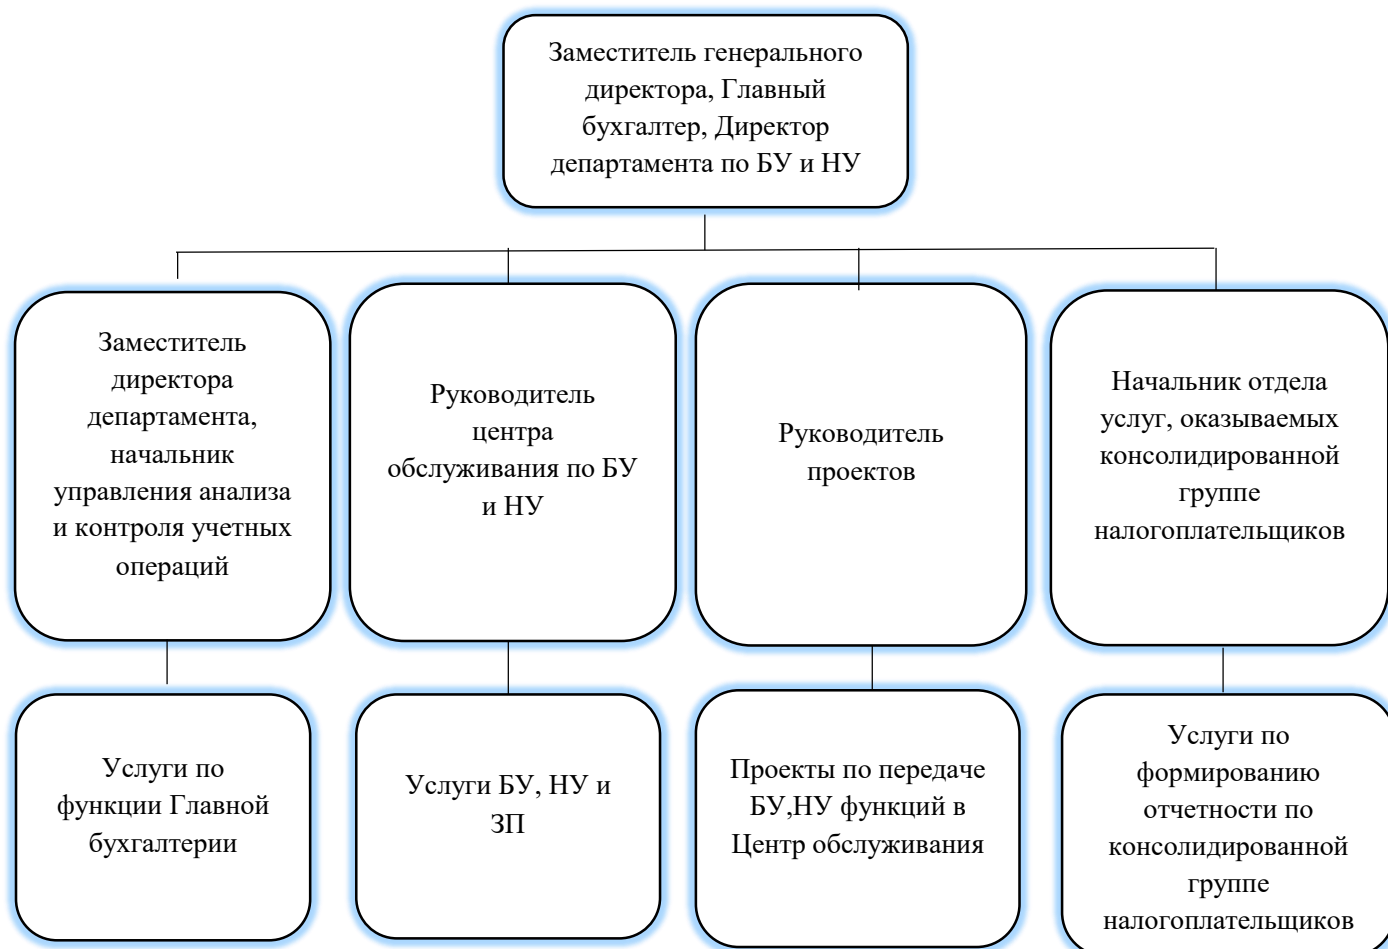 Заместитель генерального
директора, Главный
бухгалтер, Директор
департамента по БУ и НУ
Заместитель
директора
департамента,
начальник
управления анализа
и контроля учетных
операций
Руководитель
центра
обслуживания по БУ
и НУ
Руководитель
проектов
Начальник отдела
услуг, оказываемых
консолидированной
группе
налогоплательщиков
Услуги по
функции Главной
бухгалтерии
Услуги БУ, НУ и
ЗП
Проекты по передаче
БУ,НУ функций в
Центр обслуживания
Услуги по
формированию
отчетности по
консолидированной
группе
налогоплательщиков